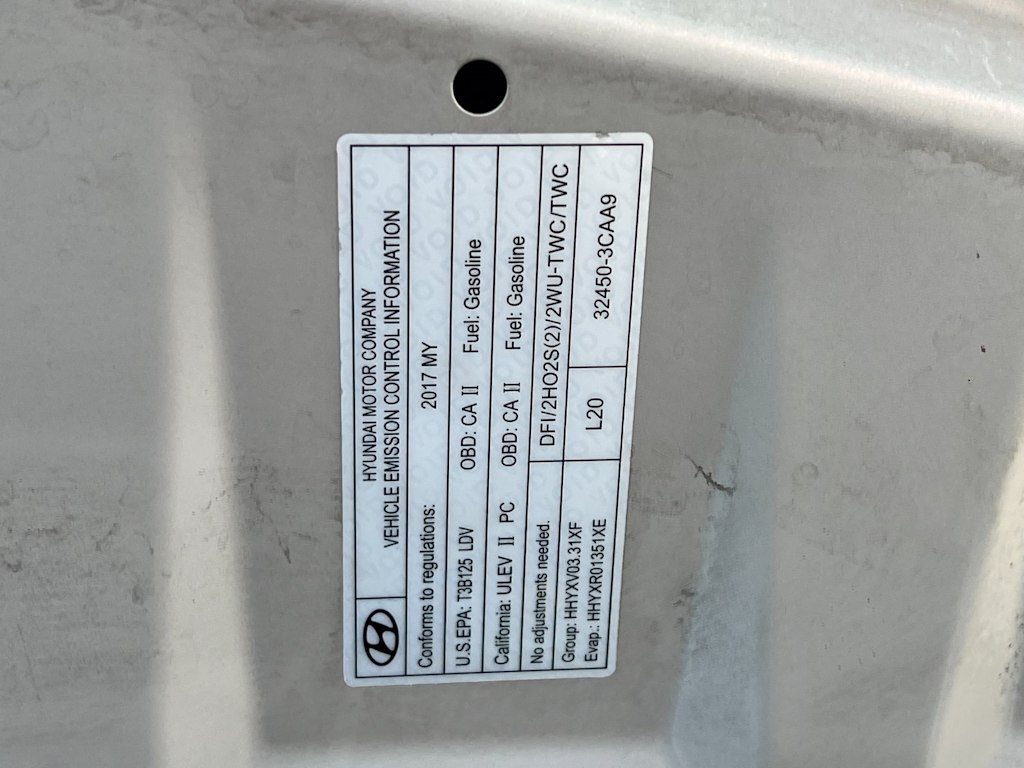 HYUNDAI MOTOR COMPANY
VEHICLE EMISSION CONTROL INFORMATION
Conforms to regulations: 2017 MY
U.S.EPA: T3B125 LDV OBD: CA II Fuel: Gasoline
California: ULEV II PC OBD: CA II Fuel: Gasoline
No adjustments needed. DFI/2HO2S(2)/2WU-TWC/TWC
Group: HHYXV03.31XF
Evap.: HHYXR01351XE
L20 32450-3CAA9